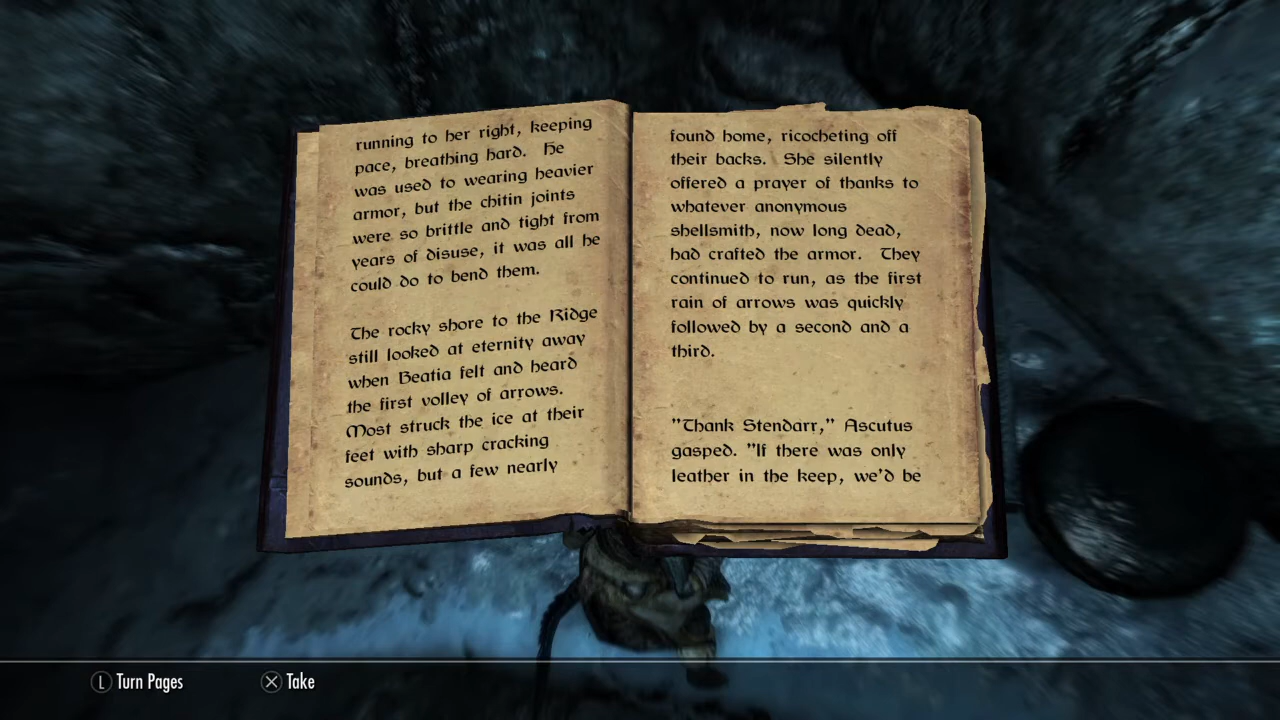 running to her right, keeping
pace, breathing hard. He
was used to wearing heavier
armor, but the chitin joints
were so brittle and tight from
years of disuse, it was all he
could do to bend them.
The rocky shore to the Ridge
still looked at eternity away
when Beatia felt and heard
the first volley of arrows.
Most struck the ice at their
feet with sharp cracking
sounds, but a few nearly
found home, ricocheting off
their backs. She silently
offered a prayer of thanks to
whatever anonymous
shellsmith, now long dead,
had crafted the armor. They
continued to run, as the first
rain of arrows was quickly
followed by a second and a
third.
"Thank Stendarr," Ascutus
gasped. "If there was only
leather in the keep, we'd be
L Turn Pages
X Take